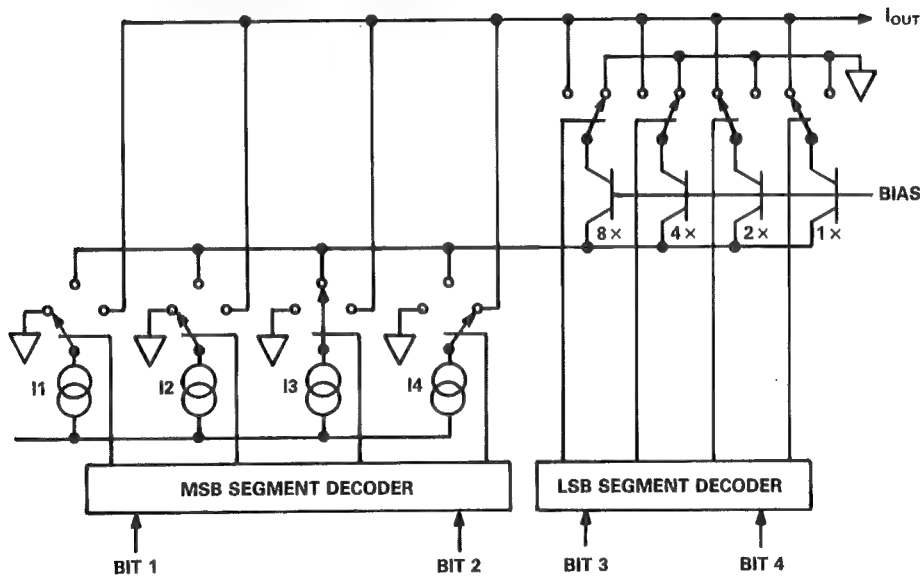 IOUT
BIAS
8× 4× 2× 1×
I1 I2 I3 I4
MSB SEGMENT DECODER LSB SEGMENT DECODER
BIT 1 BIT 2 BIT 3 BIT 4